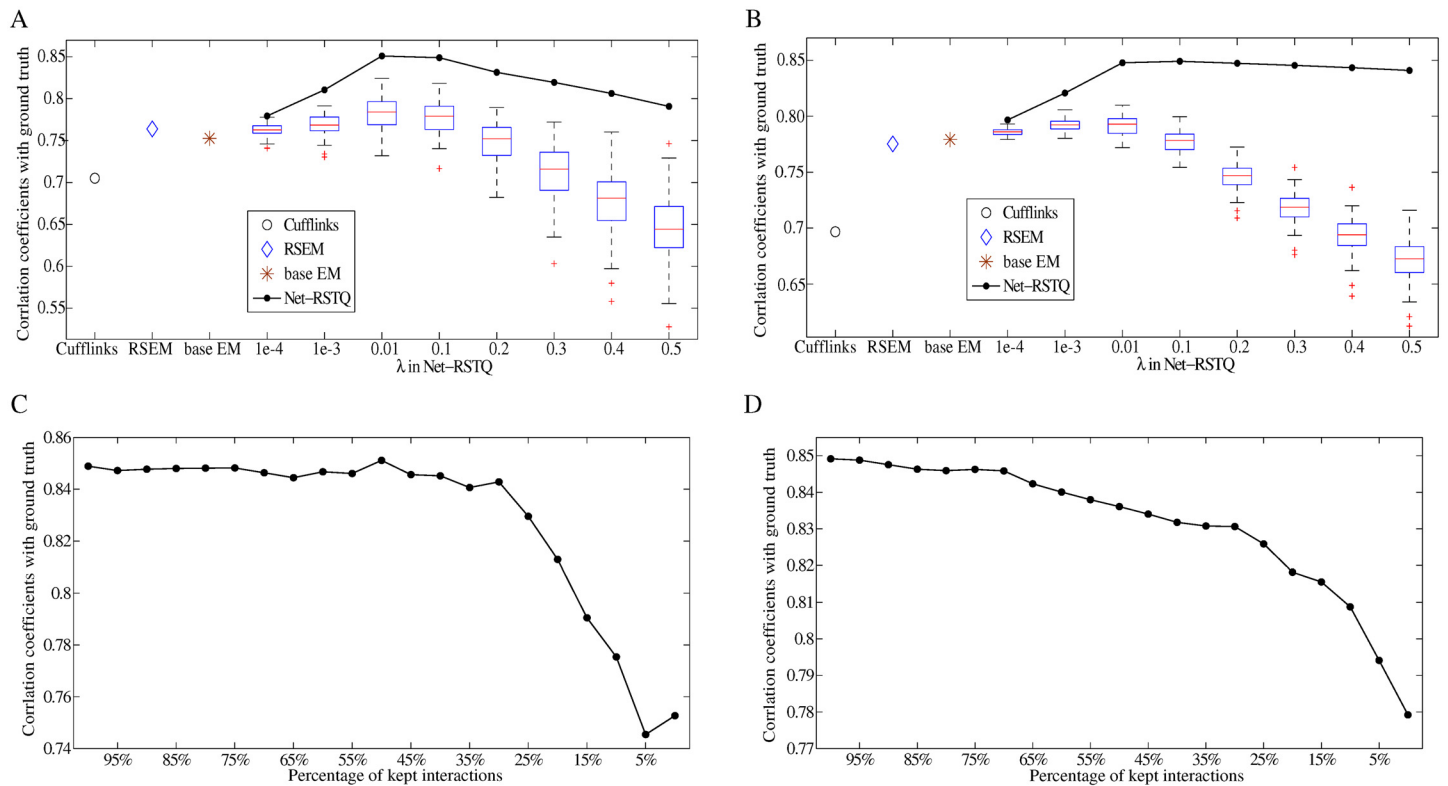 A
Corrlation coefficients with ground truth
0.85
0.8
0.75
0.7
0.65
0.6
0.55
Cufflinks
RSEM
base EM
Net−RSTQ
Cufflinks RSEM base EM 1e-4 1e-3 0.01 0.1 0.2 0.3 0.4 0.5
λ in Net−RSTQ
B
Corrlation coefficients with ground truth
0.85
0.80
0.75
0.7
0.65
Cufflinks
RSEM
base EM
Net−RSTQ
Cufflinks RSEM base EM 1e-4 1e-3 0.01 0.1 0.2 0.3 0.4 0.5
λ in Net−RSTQ
C
Corrlation coefficients with ground truth
0.86
0.84
0.82
0.8
0.78
0.76
0.74
95% 85% 75% 65% 55% 45% 35% 25% 15% 5%
Percentage of kept interactions
D
Corrlation coefficients with ground truth
0.85
0.84
0.83
0.82
0.81
0.8
0.79
0.78
0.77
95% 85% 75% 65% 55% 45% 35% 25% 15% 5%
Percentage of kept interactions